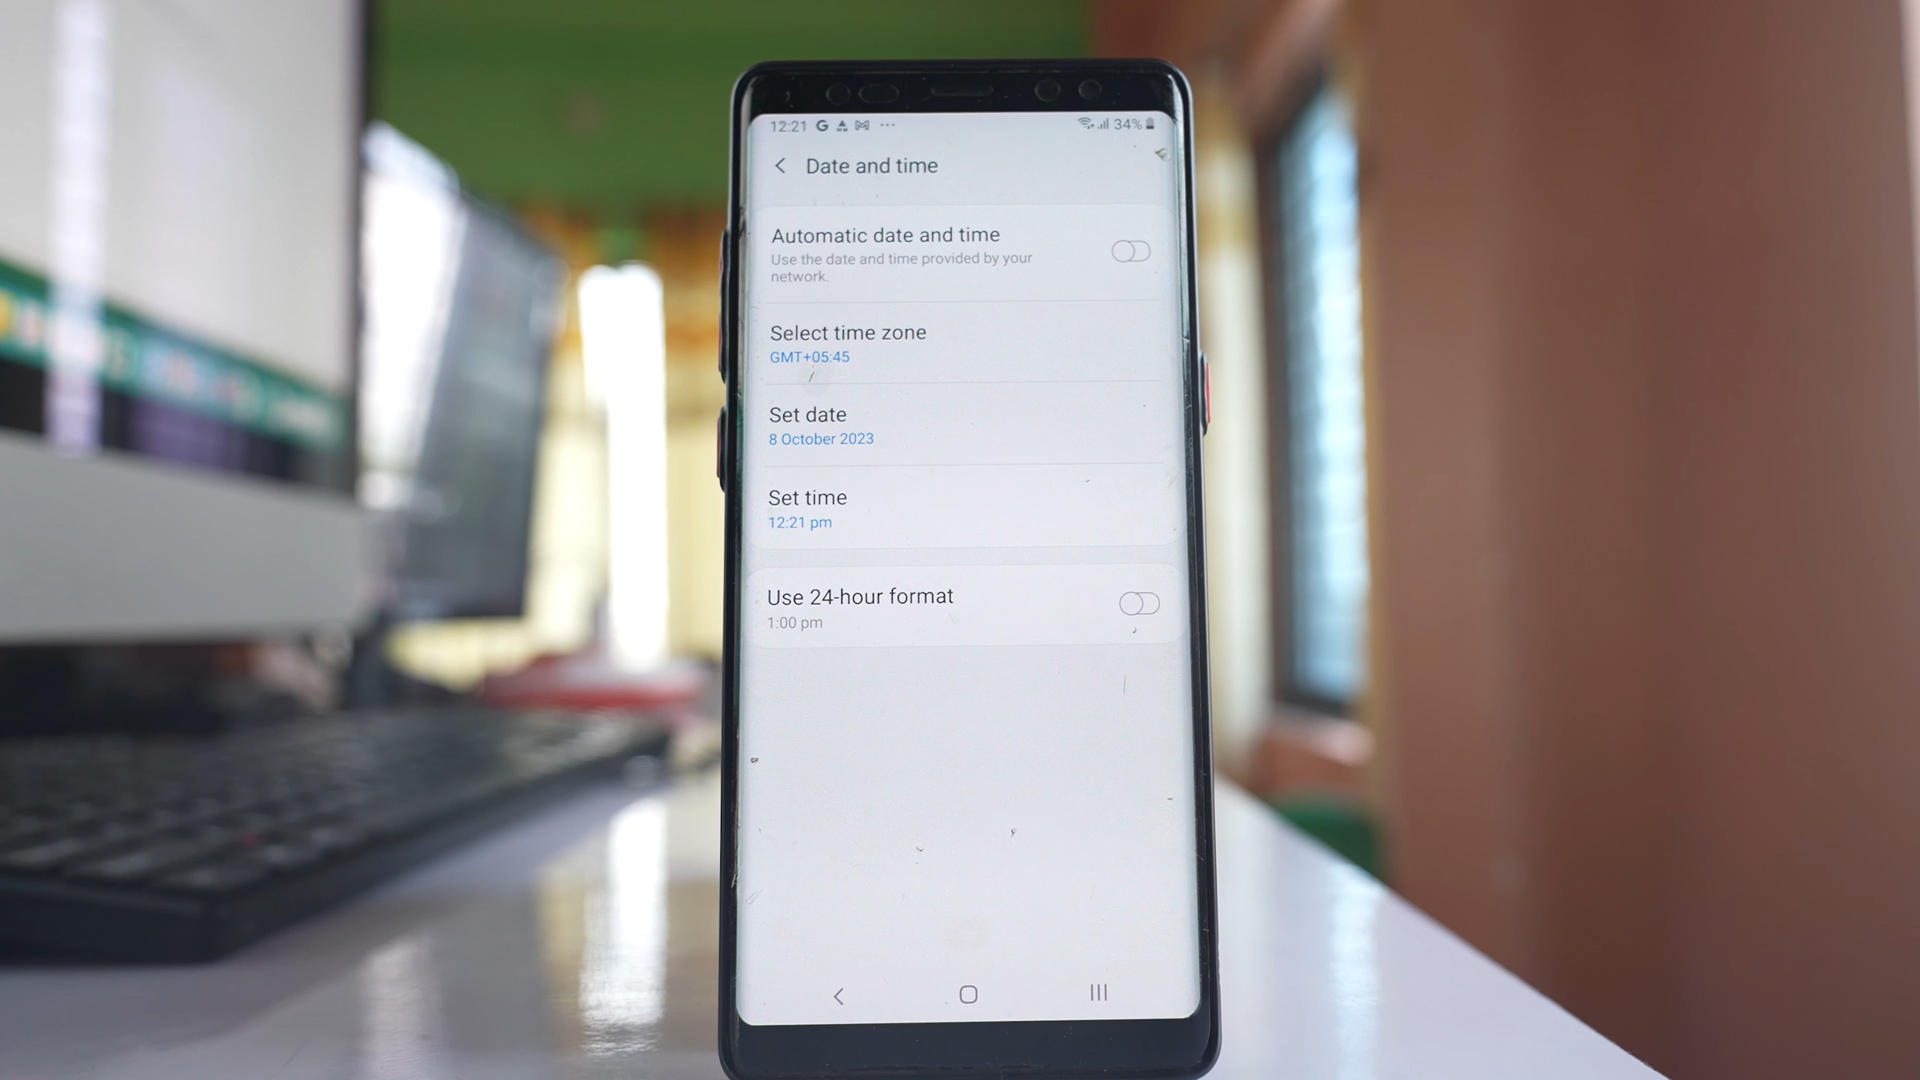 12:21 G ... 34%
Date and time
Automatic date and time
Use the date and time provided by your
network.
Select time zone
GMT+05:45
Set date
8 October 2023
Set time
12:21 pm
Use 24-hour format
1:00 pm